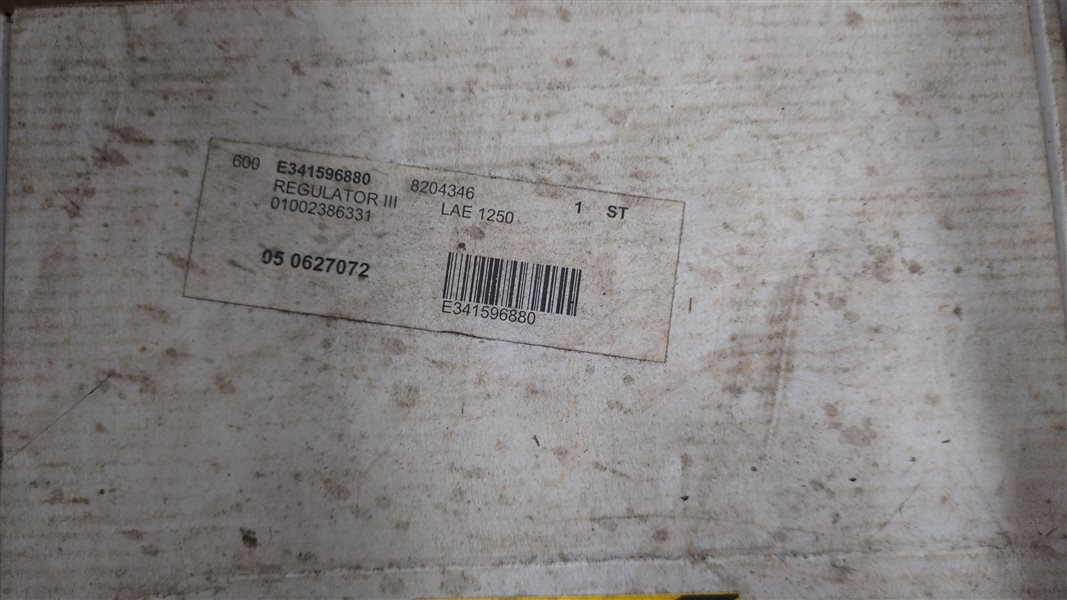 600 E341596880 8204346 1 ST
REGULATOR III LAE 1250
01002386331
05 0627072
E341596880